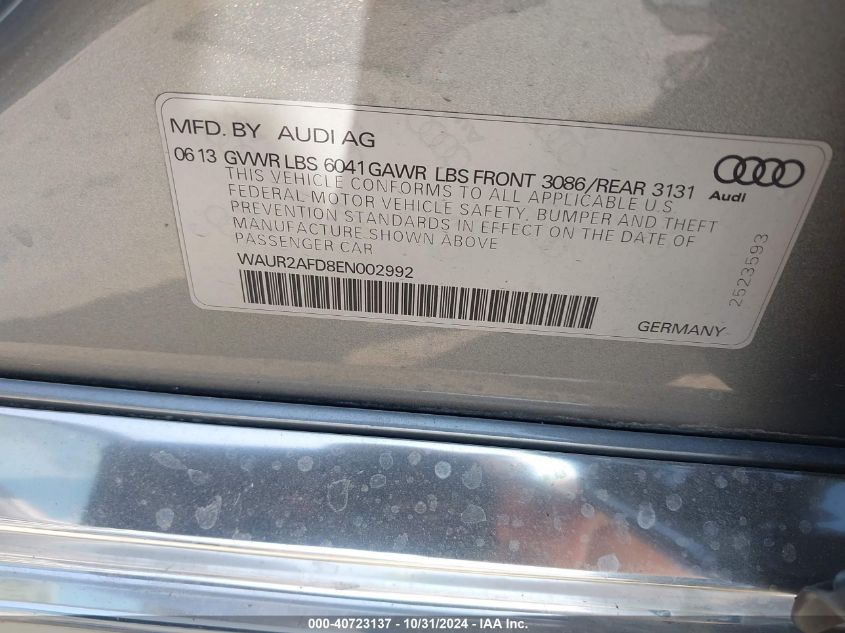 MFD. BY AUDI AG
06 13 GVWR LBS 6041 GAWR LBS FRONT 3086/REAR 3131
THIS VEHICLE CONFORMS TO ALL APPLICABLE U.S.
FEDERAL MOTOR VEHICLE SAFETY, BUMPER AND THEFT
PREVENTION STANDARDS IN EFFECT ON THE DATE OF
MANUFACTURE SHOWN ABOVE
PASSENGER CAR
WAUR2AFD8EN002992
Audi
2523593
GERMANY
000-40723137 - 10/31/2024 - IAA Inc.